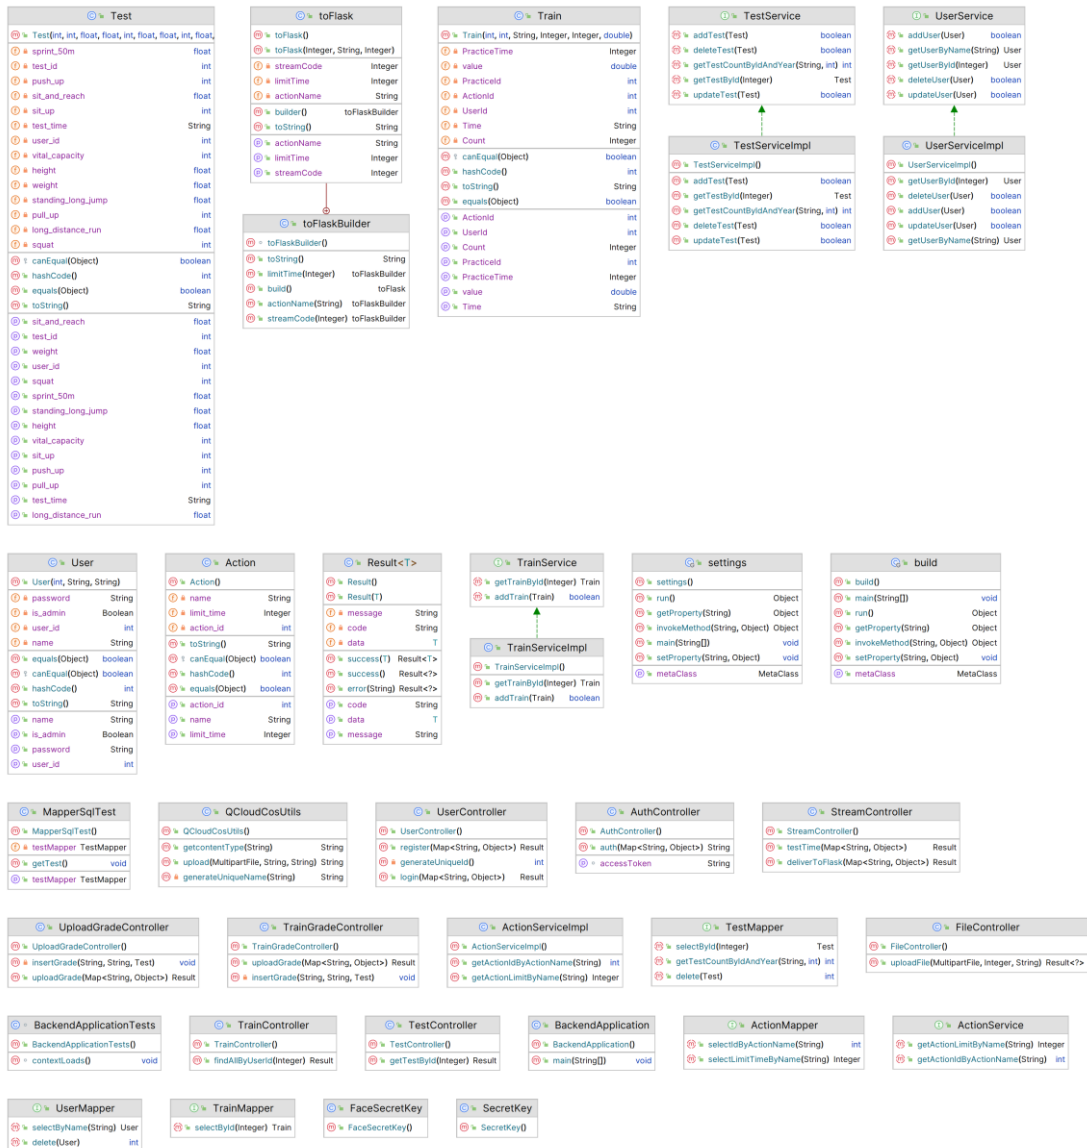 Test
Test(int, int, float, float, int, float, float, int, float,
sprint_50m float
test_id int
push_up int
sit_and_reach float
sit_up int
test_time String
user_id int
vital_capacity int
height float
weight float
standing_long_jump float
pull_up int
long_distance_run float
squat int
canEqual(Object) boolean
hashCode() int
equals(Object) boolean
toString() String
sit_and_reach float
test_id int
weight float
user_id int
squat int
sprint_50m float
standing_long_jump float
height float
vital_capacity int
sit_up int
push_up int
pull_up int
test_time String
long_distance_run float
toFlask
toFlask()
toFlask(Integer, String, Integer)
streamCode Integer
limitTime Integer
actionName String
builder() toFlaskBuilder
toString() String
actionName String
limitTime Integer
streamCode Integer
toFlaskBuilder
toFlaskBuilder()
toString() String
limitTime(Integer) toFlaskBuilder
build() toFlask
actionName(String) toFlaskBuilder
streamCode(Integer) toFlaskBuilder
Train
Train(int, int, String, Integer, Integer, double)
PracticeTime Integer
value double
PracticeId int
ActionId int
UserId int
Time String
Count Integer
canEqual(Object) boolean
hashCode() int
toString() String
equals(Object) boolean
ActionId int
UserId int
Count Integer
PracticeId int
PracticeTime Integer
value double
Time String
TestService
addTest(Test) boolean
deleteTest(Test) boolean
getTestCountByIdAndYear(String, int) int
getTestById(Integer) Test
updateTest(Test) boolean
TestServiceImpl
TestServiceImpl()
addTest(Test) boolean
getTestById(Integer) Test
getTestCountByIdAndYear(String, int) int
deleteTest(Test) boolean
updateTest(Test) boolean
UserService
addUser(User) boolean
getUserByName(String) User
getUserById(Integer) User
deleteUser(User) boolean
updateUser(User) boolean
UserServiceImpl
UserServiceImpl()
getUserById(Integer) User
deleteUser(User) boolean
addUser(User) boolean
updateUser(User) boolean
getUserByName(String) User
User
User(int, String, String)
password String
is_admin Boolean
user_id int
name String
equals(Object) boolean
canEqual(Object) boolean
hashCode() int
toString() String
name String
is_admin Boolean
password String
user_id int
Action
Action()
name String
limit_time Integer
action_id int
toString() String
canEqual(Object) boolean
hashCode() int
equals(Object) boolean
action_id int
name String
limit_time Integer
Result<T>
Result()
Result(T)
message String
code String
data T
success(T) Result<T>
success() Result<?>
error(String) Result<?>
code String
data T
message String
TrainService
getTrainById(Integer) Train
addTrain(Train) boolean
TrainServiceImpl
TrainServiceImpl()
getTrainById(Integer) Train
addTrain(Train) boolean
settings
settings()
run() Object
getProperty(String) Object
invokeMethod(String, Object) Object
main(String[]) void
setProperty(String, Object) void
metaClass MetaClass
build
build()
main(String[]) void
run() Object
getProperty(String) Object
invokeMethod(String, Object) Object
setProperty(String, Object) void
metaClass MetaClass
MapperSqlTest
MapperSqlTest()
testMapper TestMapper
getTest() void
testMapper TestMapper
QCloudCosUtils
QCloudCosUtils()
getcontentType(String) String
upload(MultipartFile, String, String) String
generateUniqueName(String) String
UserController
UserController()
register(Map<String, Object>) Result
generateUniqueId() int
login(Map<String, Object>) Result
AuthController
AuthController()
auth(Map<String, Object>) String
accessToken String
StreamController
StreamController()
testTime(Map<String, Object>) Result
deliverToFlask(Map<String, Object>) Result
UploadGradeController
UploadGradeController()
insertGrade(String, String, Test) void
uploadGrade(Map<String, Object>) Result
TrainGradeController
TrainGradeController()
uploadGrade(Map<String, Object>) Result
insertGrade(String, String, Test) void
ActionServiceImpl
ActionServiceImpl()
getActionIdByActionName(String) int
getActionLimitByName(String) Integer
TestMapper
selectById(Integer) Test
getTestCountByIdAndYear(String, int) int
delete(Test) int
FileController
FileController()
uploadFile(MultipartFile, Integer, String) Result<?>
BackendApplicationTests
BackendApplicationTests()
contextLoads() void
TrainController
TrainController()
findAllByUserId(Integer) Result
TestController
TestController()
getTestById(Integer) Result
BackendApplication
BackendApplication()
main(String[]) void
ActionMapper
selectIdByActionName(String) int
selectLimitTimeByName(String) Integer
ActionService
getActionLimitByName(String) Integer
getActionIdByActionName(String) int
UserMapper
selectByName(String) User
delete(User) int
TrainMapper
selectById(Integer) Train
FaceSecretKey
FaceSecretKey()
SecretKey
SecretKey()